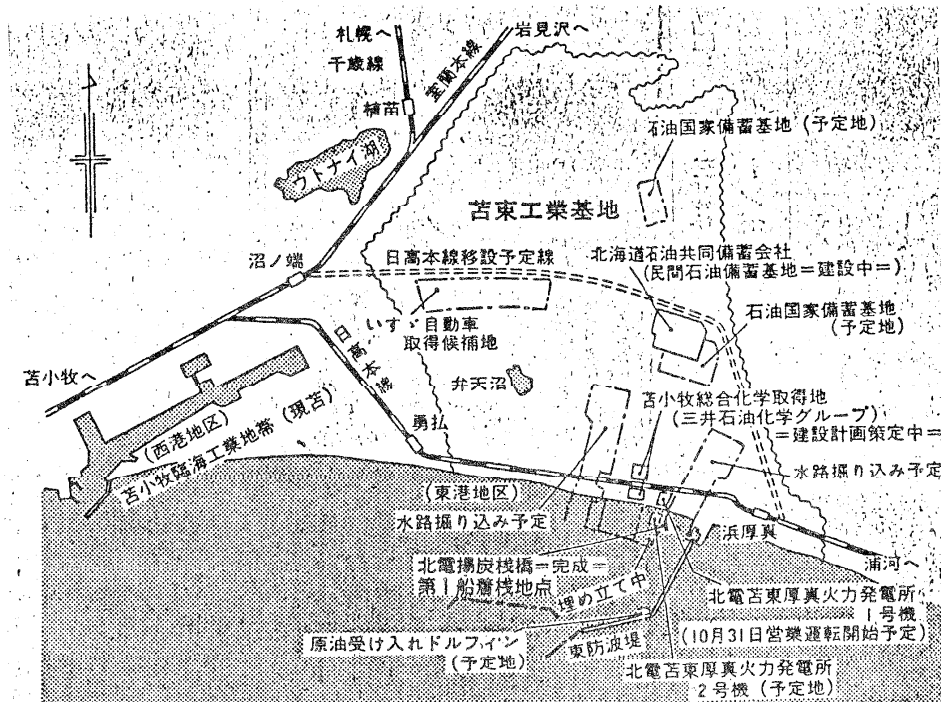 札幌へ
岩見沢へ
千歳線
室蘭本線
植苗
ウトナイ湖
石油国家備蓄基地(予定地)
苫東工業基地
沼ノ端
日高本線移設予定線
北海道石油共同備蓄会社
(民間石油備蓄基地=建設中=)
いすゞ自動車
取得候補地
石油国家備蓄基地
(予定地)
日高本線
苫小牧へ
弁天沼
苫小牧総合化学取得地
(三井石油化学グループ)
=建設計画策定中=
(西港地区)
苫小牧臨海工業地帯(現苫)
勇払
水路掘り込み予定
(東港地区)
水路掘り込み予定
浜厚真
浦河へ
北電揚炭桟橋=完成=
第1船着桟地点
埋め立て中
北電苫東厚真火力発電所
1号機
(10月31日営業運転開始予定)
原油受け入れドルフィン
(予定地)
東防波堤
北電苫東厚真火力発電所
2号機(予定地)